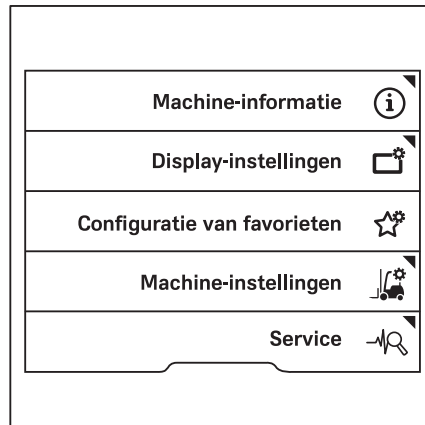 Machine-informatie
Display-instellingen
Configuratie van favorieten
Machine-instellingen
Service